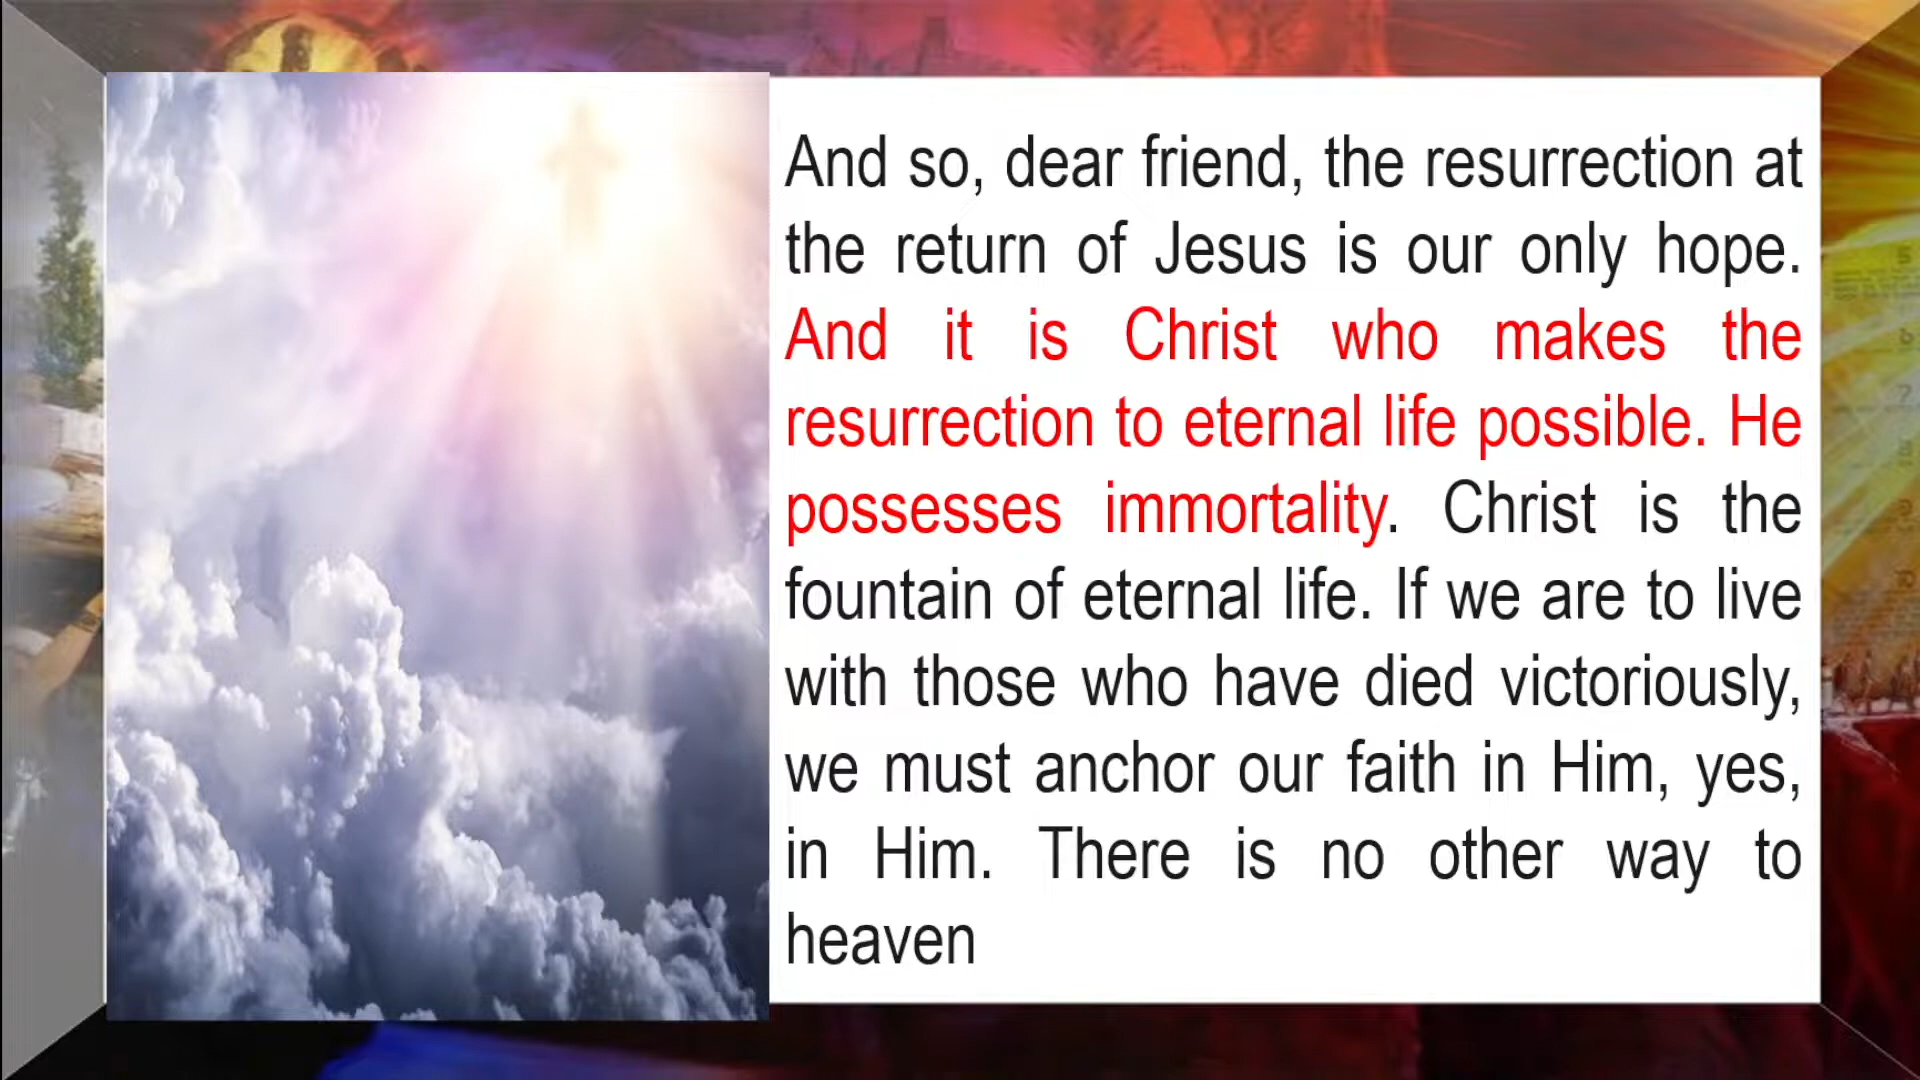 And so, dear friend, the resurrection at
the return of Jesus is our only hope.
And it is Christ who makes the
resurrection to eternal life possible. He
possesses immortality. Christ is the
fountain of eternal life. If we are to live
with those who have died victoriously,
we must anchor our faith in Him, yes,
in Him. There is no other way to
heaven